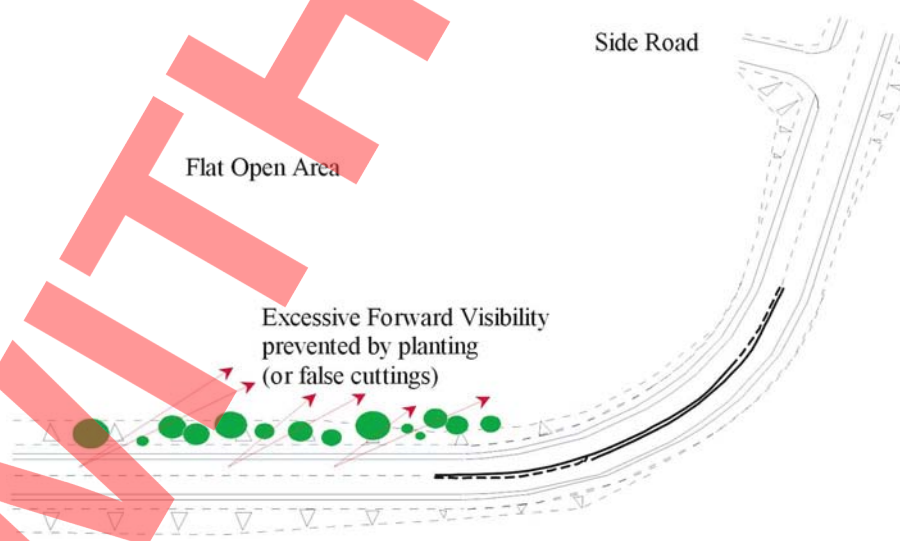 Side Road
Flat Open Area
Excessive Forward Visibility
prevented by planting
(or false cuttings)